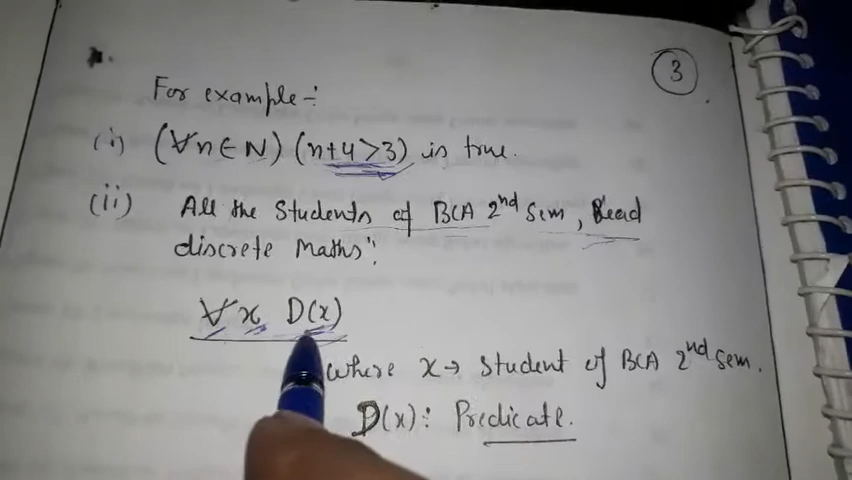 3
For example:-
(i) (∀n∈N) (n+4>3) is true.
(ii) All the Students of BCA 2nd Sem, Read
discrete Maths".
∀x D(x)
where x→ Student of BCA 2nd Sem.
D(x): Predicate.